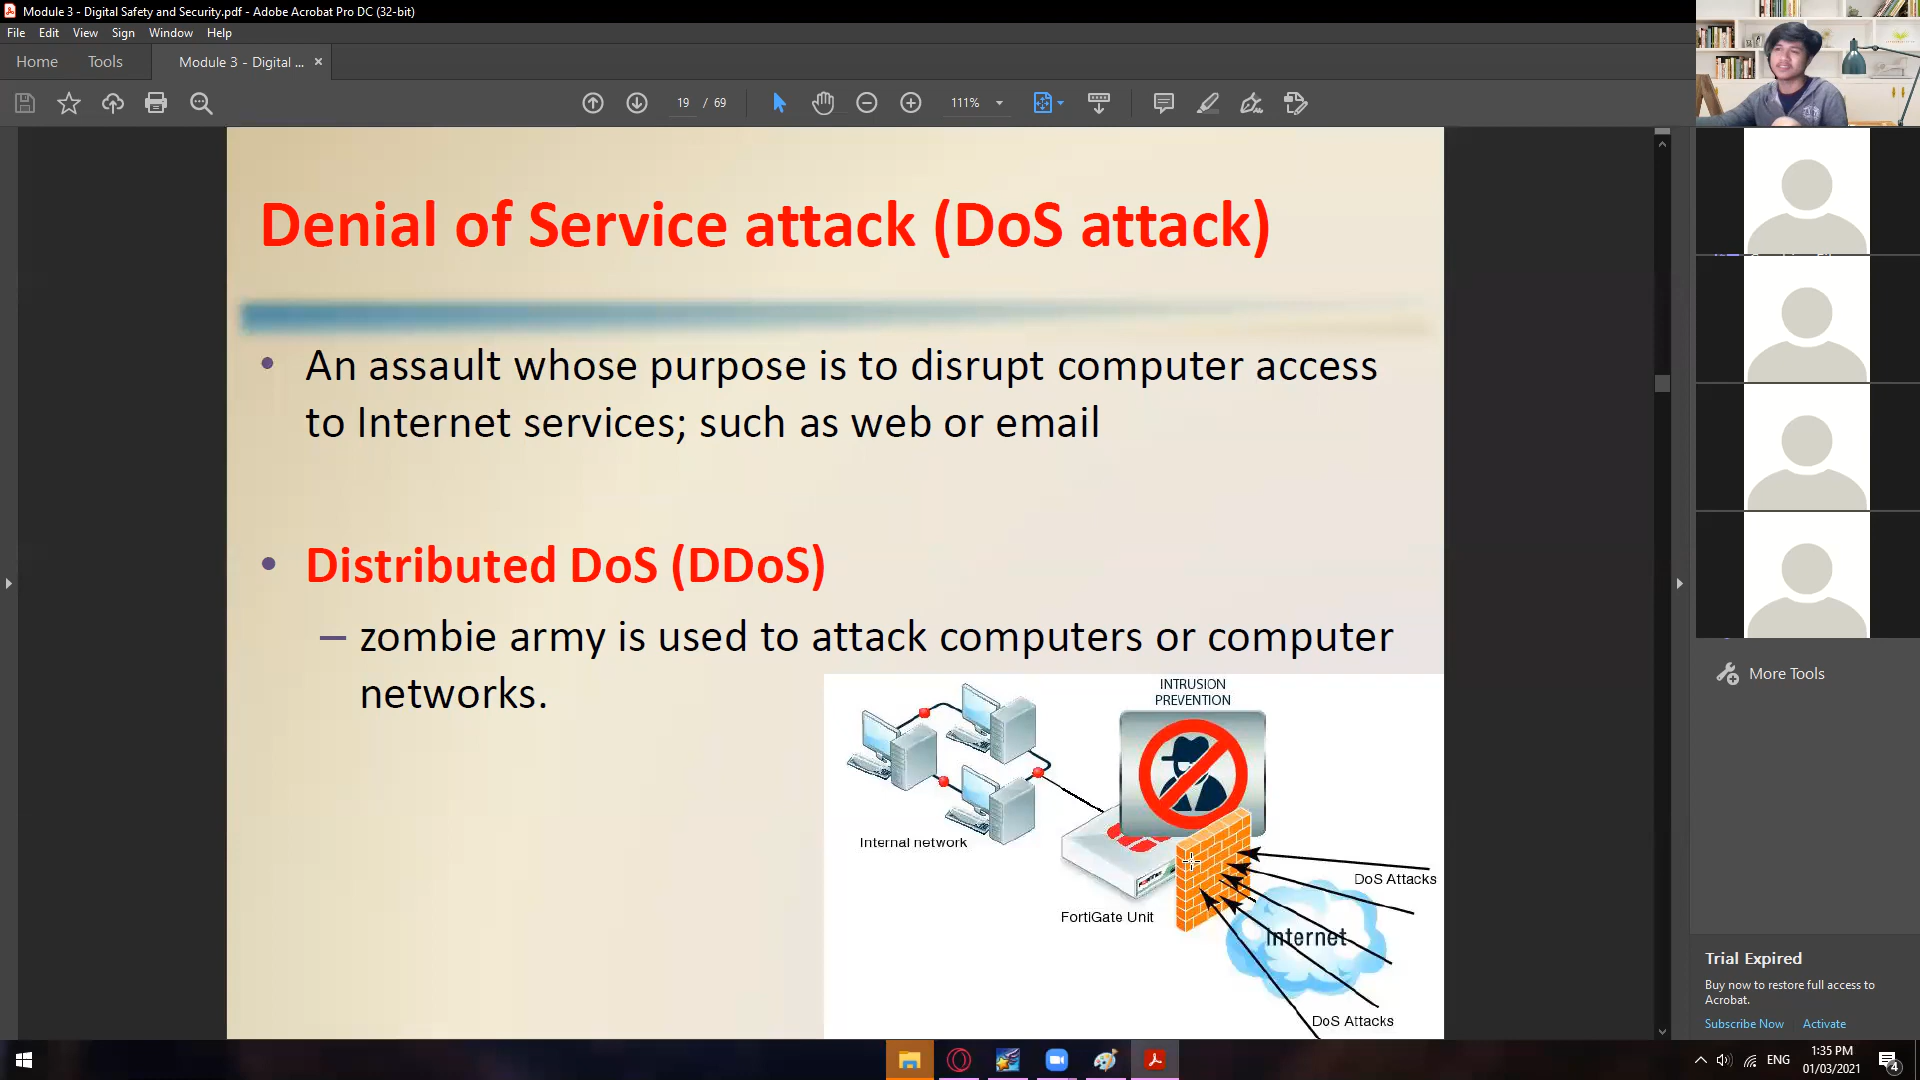 Module 3 - Digital Safety and Security.pdf - Adobe Acrobat Pro DC (32-bit)
File Edit View Sign Window Help
Home Tools Module 3 - Digital ... ×
19 / 69 111%
Denial of Service attack (DoS attack)
• An assault whose purpose is to disrupt computer access
to Internet services; such as web or email
• Distributed DoS (DDoS)
– zombie army is used to attack computers or computer
networks.
INTRUSION
PREVENTION
Internal network
FortiGate Unit
DoS Attacks
internet
DoS Attacks
More Tools
Trial Expired
Buy now to restore full access to
Acrobat.
Subscribe Now Activate
ENG
1:35 PM
01/03/2021
4